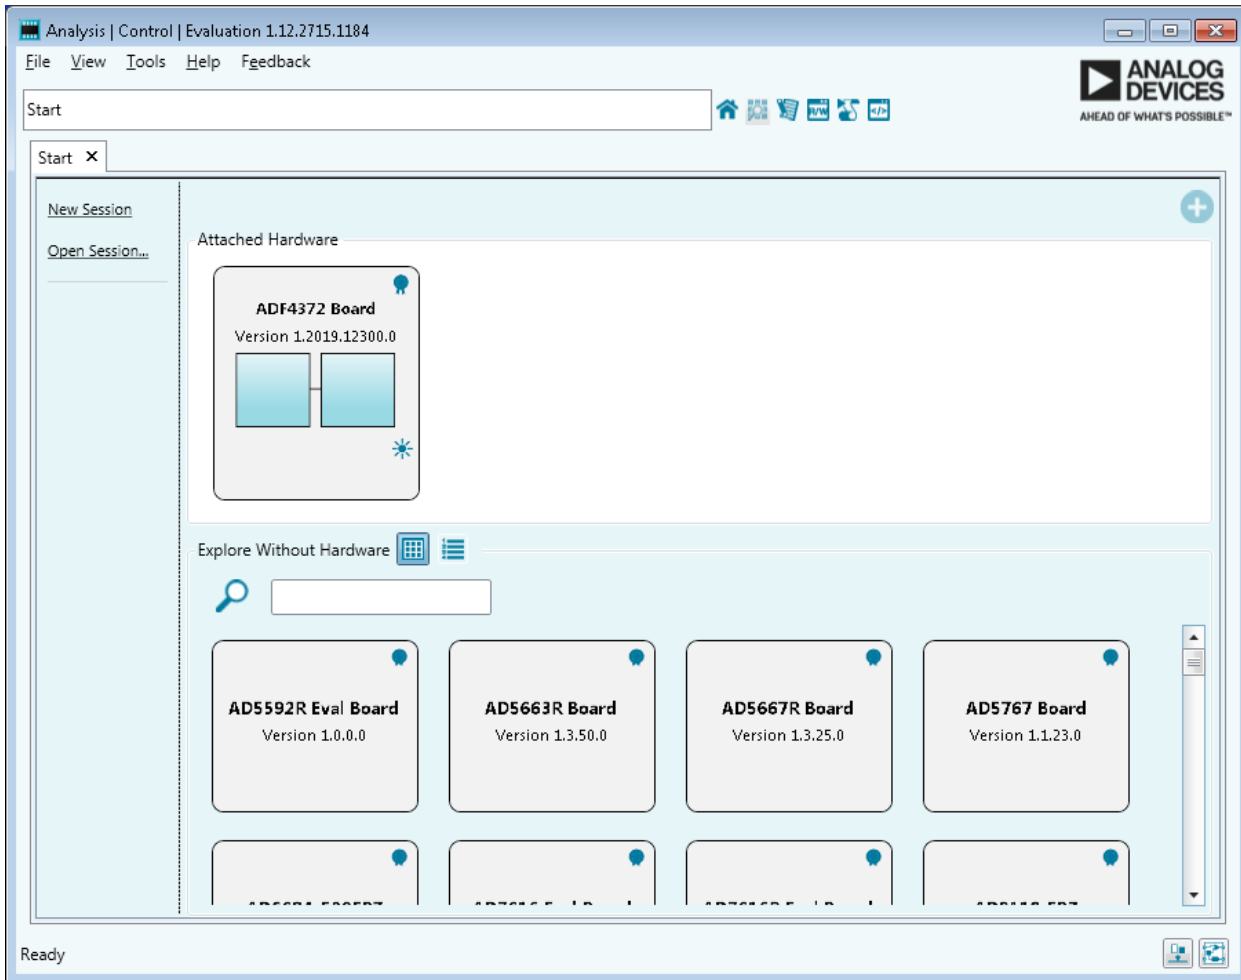 Analysis | Control | Evaluation 1.12.2715.1184
File View Tools Help Feedback
ANALOG
DEVICES
AHEAD OF WHAT'S POSSIBLE™
Start
R/W
</>
Start
New Session
Open Session...
Attached Hardware
ADF4372 Board
Version 1.2019.12300.0
Explore Without Hardware
AD5592R Eval Board
Version 1.0.0.0
AD5663R Board
Version 1.3.50.0
AD5667R Board
Version 1.3.25.0
AD5767 Board
Version 1.1.23.0
Ready